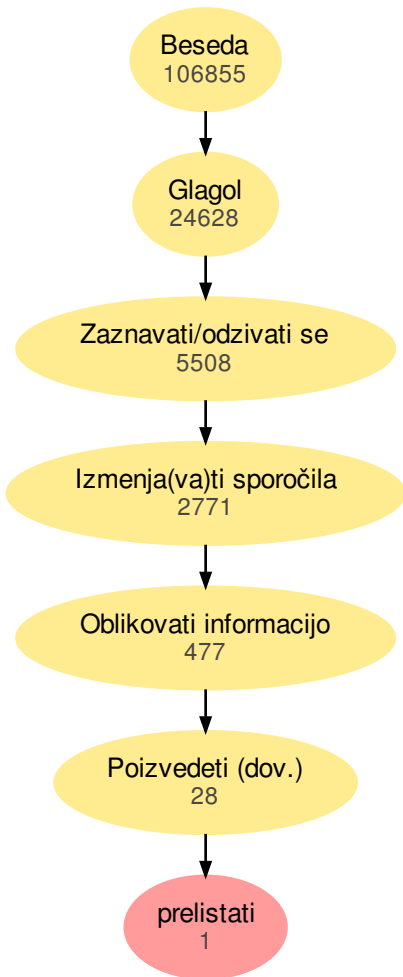 Beseda
106855
Glagol
24628
Zaznavati/odzivati se
5508
Izmenja(va)ti sporočila
2771
Oblikovati informacijo
477
Poizvedeti (dov.)
28
prelistati
1